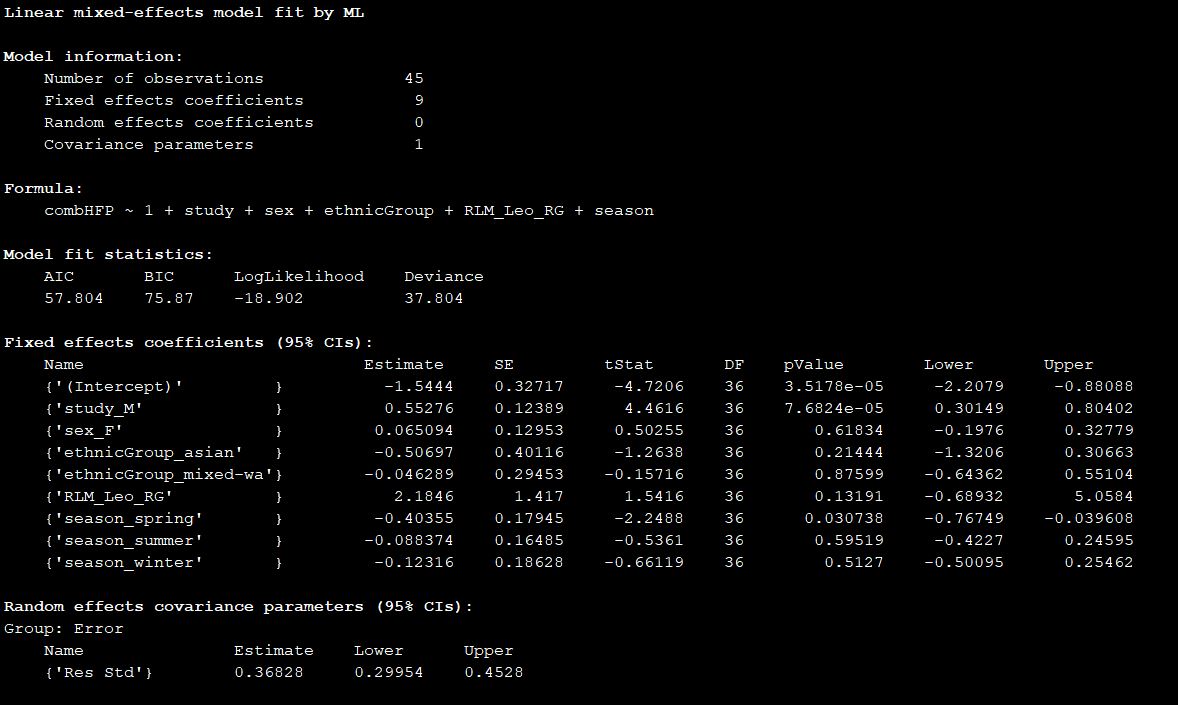 Linear mixed-effects model fit by ML
Model information:
Number of observations 45
Fixed effects coefficients 9
Random effects coefficients 0
Covariance parameters 1
Formula:
combHFP ~ 1 + study + sex + ethnicGroup + RLM_Leo_RG + season
Model fit statistics:
AIC BIC LogLikelihood Deviance
57.804 75.87 -18.902 37.804
Fixed effects coefficients (95% CIs):
Name Estimate SE tStat DF pValue Lower Upper
{'(Intercept)' } -1.5444 0.32717 -4.7206 36 3.5178e-05 -2.2079 -0.88088
{'study_M' } 0.55276 0.12389 4.4616 36 7.6824e-05 0.30149 0.80402
{'sex_F' } 0.065094 0.12953 0.50255 36 0.61834 -0.1976 0.32779
{'ethnicGroup_asian' } -0.50697 0.40116 -1.2638 36 0.21444 -1.3206 0.30663
{'ethnicGroup_mixed-wa'} -0.046289 0.29453 -0.15716 36 0.87599 -0.64362 0.55104
{'RLM_Leo_RG' } 2.1846 1.417 1.5416 36 0.13191 -0.68932 5.0584
{'season_spring' } -0.40355 0.17945 -2.2488 36 0.030738 -0.76749 -0.039608
{'season_summer' } -0.088374 0.16485 -0.5361 36 0.59519 -0.4227 0.24595
{'season_winter' } -0.12316 0.18628 -0.66119 36 0.5127 -0.50095 0.25462
Random effects covariance parameters (95% CIs):
Group: Error
Name Estimate Lower Upper
{'Res Std'} 0.36828 0.29954 0.4528